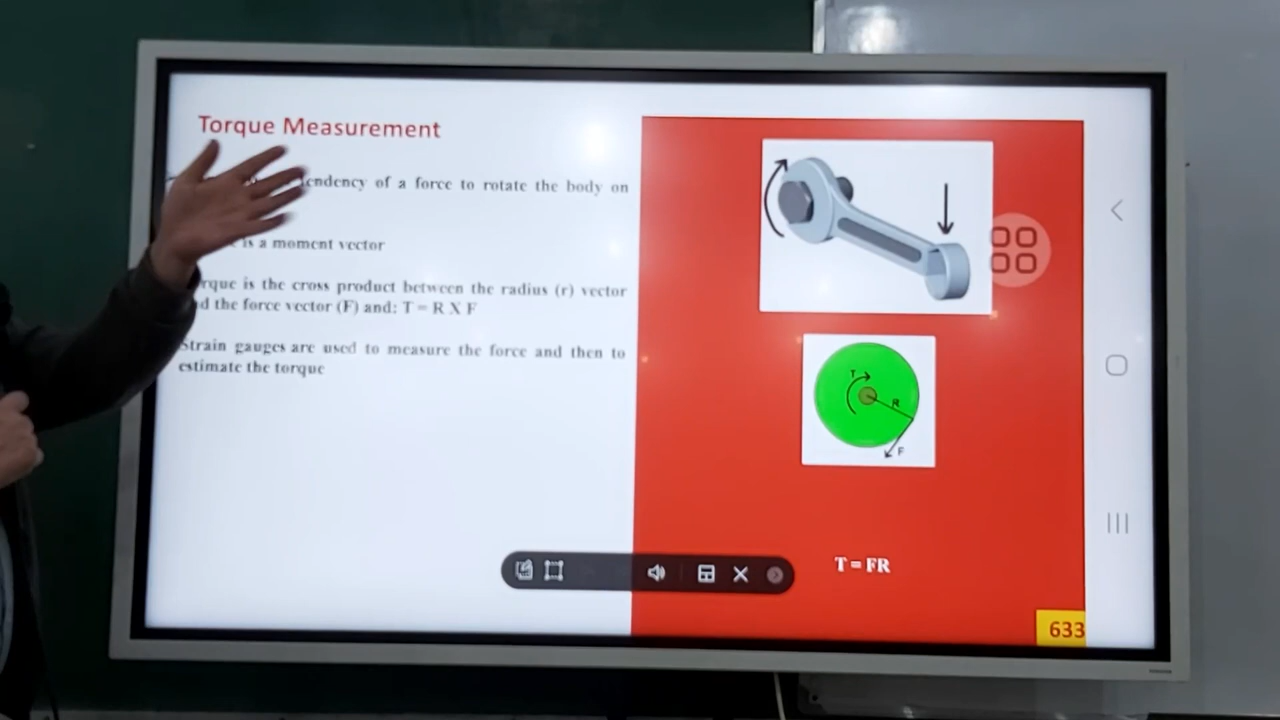 Torque Measurement
tendency of a force to rotate the body on
is a moment vector
rque is the cross product between the radius (r) vector
d the force vector (F) and: T = R X F
Strain gauges are used to measure the force and then to
estimate the torque
T
R
F
T = FR
633